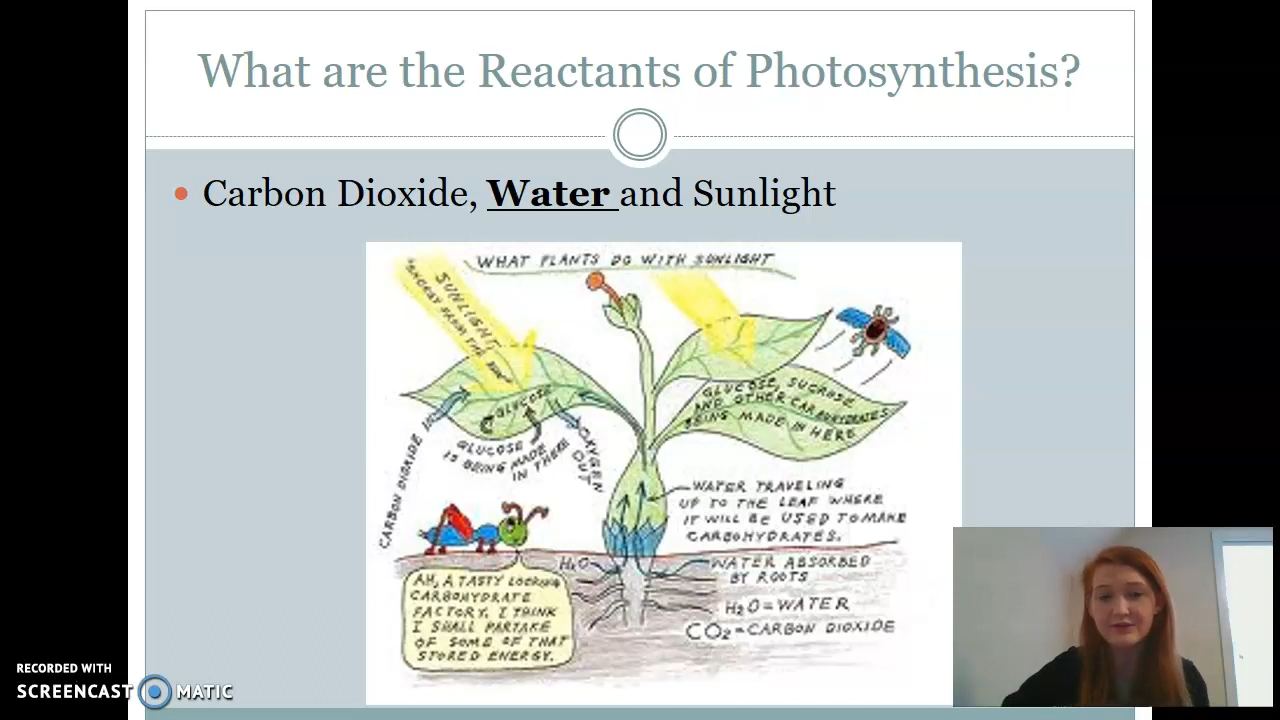 What are the Reactants of Photosynthesis?
Carbon Dioxide, Water and Sunlight
WHAT PLANTS DO WITH SUNLIGHT
SUNLIGHT,
"ENERGY FROM THE SUN"
CARBON DIOXIDE IN
GLUCOSE
GLUCOSE
IS BEING MADE
IN THERE
OXYGEN
OUT
GLUCOSE, SUCROSE
AND OTHER CARBOHYDRATES
BEING MADE IN HERE
WATER TRAVELING
UP TO THE LEAF WHERE
IT WILL BE USED TO MAKE
CARBOHYDRATES.
H2O
WATER ABSORBED
BY ROOTS
H2O = WATER
CO2 = CARBON DIOXIDE
AH, A TASTY LOOKING
CARBOHYDRATE
FACTORY. I THINK
I SHALL PARTAKE
OF SOME OF THAT
STORED ENERGY.
RECORDED WITH
SCREENCAST MATIC